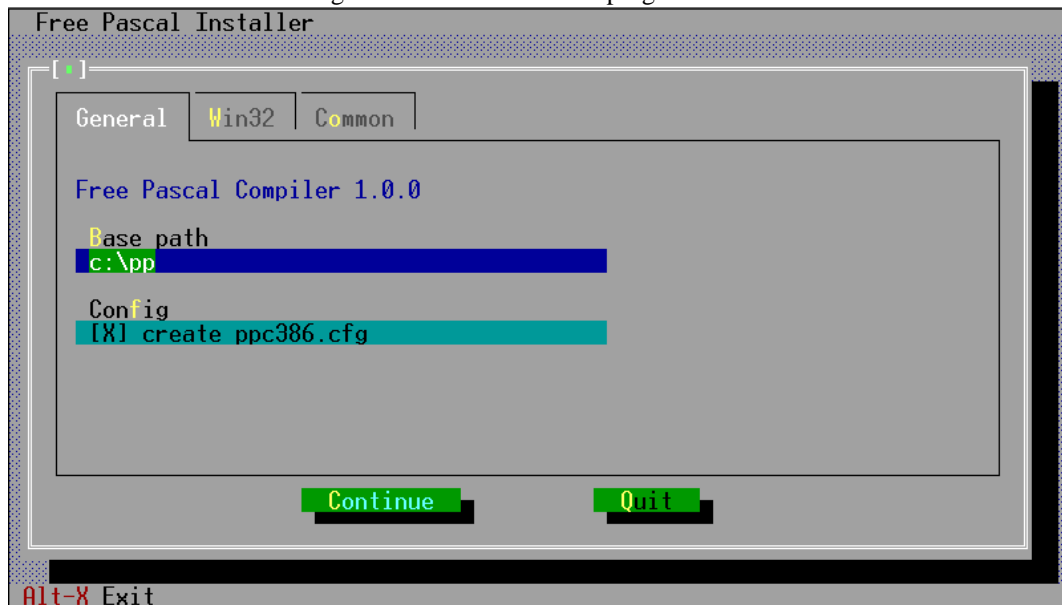 Free Pascal Installer
General Win32 Common
Free Pascal Compiler 1.0.0
Base path
c:\pp
Config
[X] create ppc386.cfg
Continue Quit
Alt-X Exit